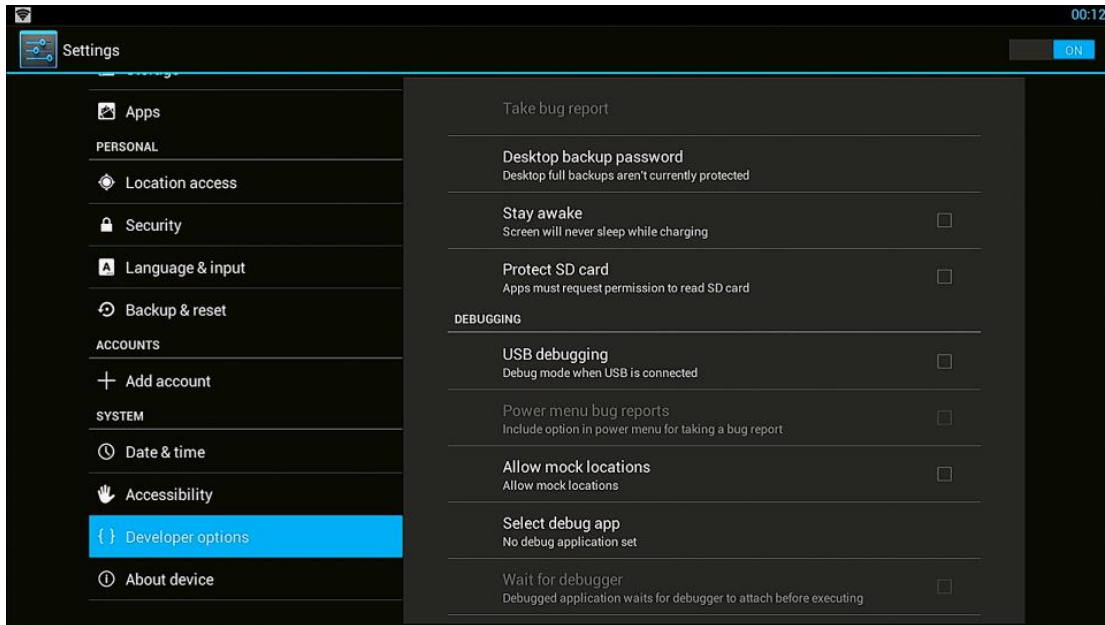 00:12
Settings
ON
Storage
Apps
PERSONAL
Location access
Security
Language & input
Backup & reset
ACCOUNTS
Add account
SYSTEM
Date & time
Accessibility
{ } Developer options
About device
Take bug report
Desktop backup password
Desktop full backups aren't currently protected
Stay awake
Screen will never sleep while charging
Protect SD card
Apps must request permission to read SD card
DEBUGGING
USB debugging
Debug mode when USB is connected
Power menu bug reports
Include option in power menu for taking a bug report
Allow mock locations
Allow mock locations
Select debug app
No debug application set
Wait for debugger
Debugged application waits for debugger to attach before executing